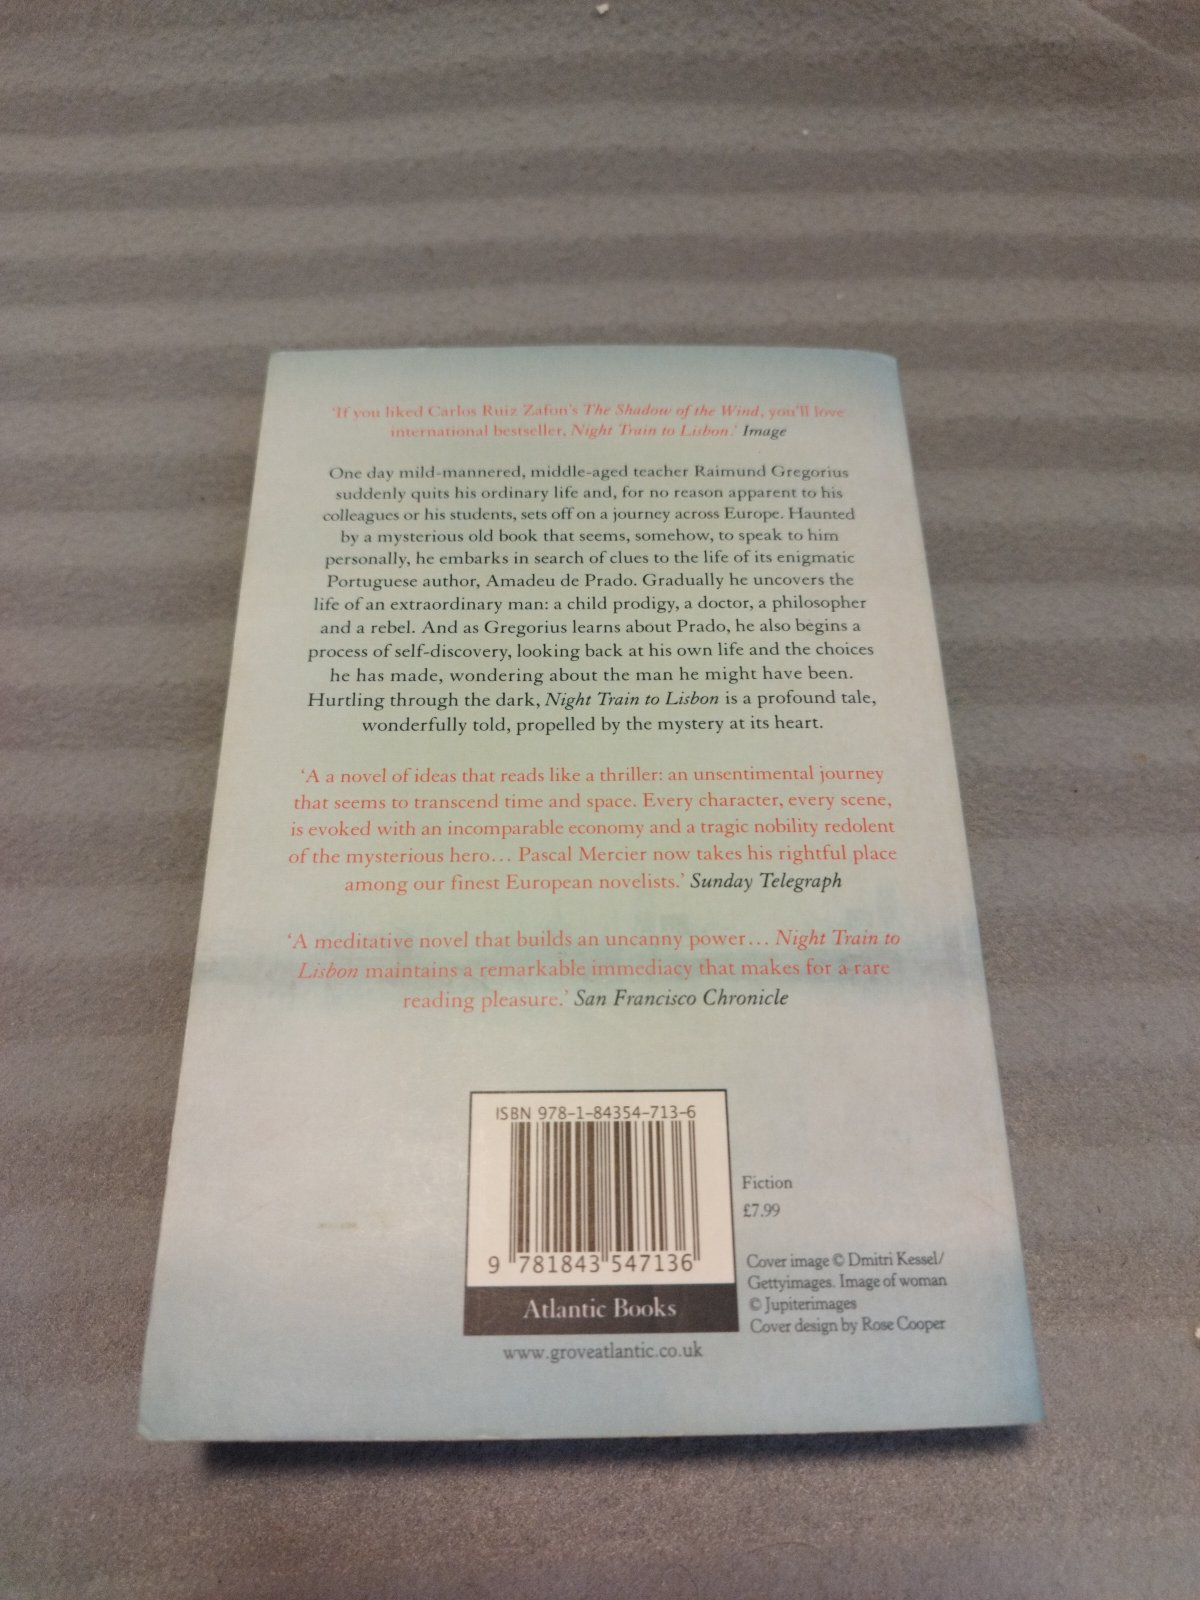 'If you liked Carlos Ruiz Zafon's The Shadow of the Wind, you'll love
international bestseller, Night Train to Lisbon.' Image
One day mild-mannered, middle-aged teacher Raimund Gregorius
suddenly quits his ordinary life and, for no reason apparent to his
colleagues or his students, sets off on a journey across Europe. Haunted
by a mysterious old book that seems, somehow, to speak to him
personally, he embarks in search of clues to the life of its enigmatic
Portuguese author, Amadeu de Prado. Gradually he uncovers the
life of an extraordinary man: a child prodigy, a doctor, a philosopher
and a rebel. And as Gregorius learns about Prado, he also begins a
process of self-discovery, looking back at his own life and the choices
he has made, wondering about the man he might have been.
Hurtling through the dark, Night Train to Lisbon is a profound tale,
wonderfully told, propelled by the mystery at its heart.
'A a novel of ideas that reads like a thriller: an unsentimental journey
that seems to transcend time and space. Every character, every scene,
is evoked with an incomparable economy and a tragic nobility redolent
of the mysterious hero... Pascal Mercier now takes his rightful place
among our finest European novelists.' Sunday Telegraph
'A meditative novel that builds an uncanny power... Night Train to
Lisbon maintains a remarkable immediacy that makes for a rare
reading pleasure.' San Francisco Chronicle
ISBN 978-1-84354-713-6
9 781843 547136
Atlantic Books
www.groveatlantic.co.uk
Fiction
£7.99
Cover image © Dmitri Kessel/
Gettyimages. Image of woman
© Jupiterimages
Cover design by Rose Cooper